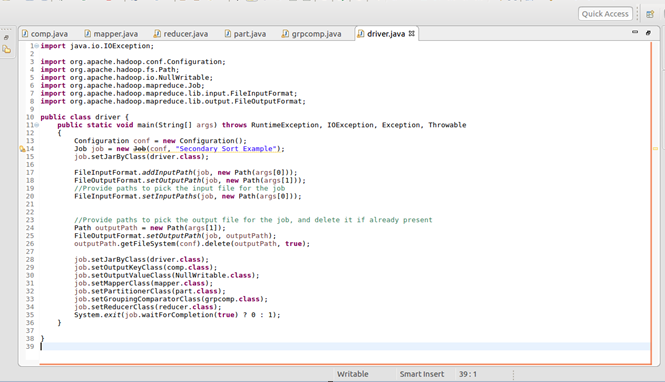 Quick Access
comp.java
mapper.java
reducer.java
part.java
grpcomp.java
driver.java
1 import java.io.IOException;
2
3 import org.apache.hadoop.conf.Configuration;
4 import org.apache.hadoop.fs.Path;
5 import org.apache.hadoop.io.NullWritable;
6 import org.apache.hadoop.mapreduce.Job;
7 import org.apache.hadoop.mapreduce.lib.input.FileInputFormat;
8 import org.apache.hadoop.mapreduce.lib.output.FileOutputFormat;
9
10 public class driver {
11 public static void main(String[] args) throws RuntimeException, IOException, Exception, Throwable
12 {
13 Configuration conf = new Configuration();
14 Job job = new Job(conf, "Secondary Sort Example");
15 job.setJarByClass(driver.class);
16
17 FileInputFormat.addInputPath(job, new Path(args[0]));
18 FileOutputFormat.setOutputPath(job, new Path(args[1]));
19 //Provide paths to pick the input file for the job
20 FileInputFormat.setInputPaths(job, new Path(args[0]));
21
22
23 //Provide paths to pick the output file for the job, and delete it if already present
24 Path outputPath = new Path(args[1]);
25 FileOutputFormat.setOutputPath(job, outputPath);
26 outputPath.getFileSystem(conf).delete(outputPath, true);
27
28 job.setJarByClass(driver.class);
29 job.setOutputKeyClass(comp.class);
30 job.setOutputValueClass(NullWritable.class);
31 job.setMapperClass(mapper.class);
32 job.setPartitionerClass(part.class);
33 job.setGroupingComparatorClass(grpcomp.class);
34 job.setReducerClass(reducer.class);
35 System.exit(job.waitForCompletion(true) ? 0 : 1);
36 }
37
38 }
39
Writable
Smart Insert
39 : 1